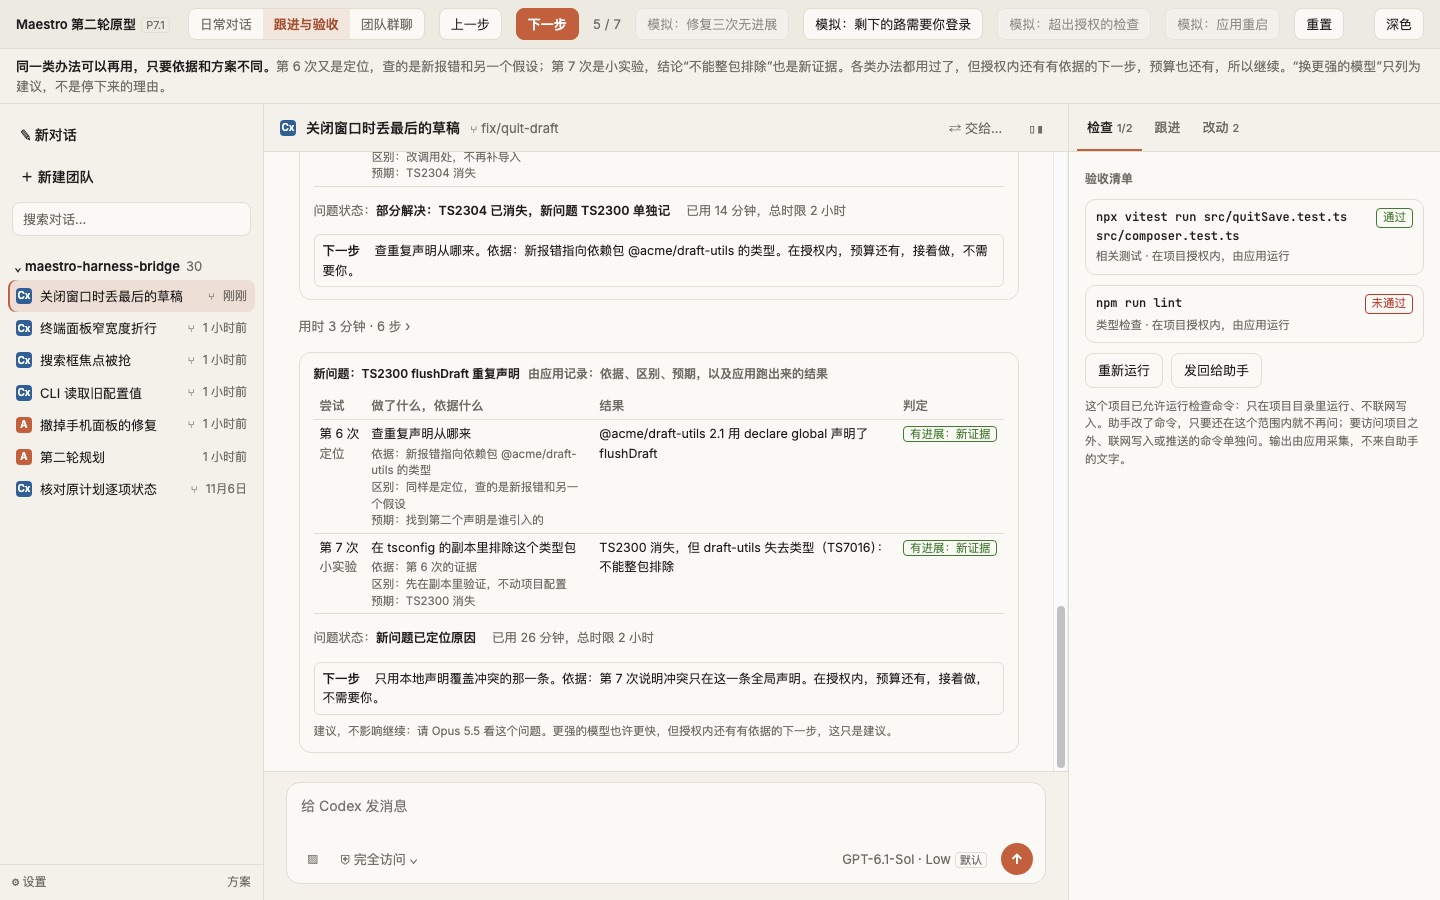 Maestro 第二轮原型 P7.1 日常对话 跟进与验收 团队群聊 上一步 下一步 5 / 7 模拟：修复三次无进展 模拟：剩下的路需要你登录 模拟：超出授权的检查 模拟：应用重启 重置 深色
同一类办法可以再用，只要依据和方案不同。第 6 次又是定位，查的是新报错和另一个假设；第 7 次是小实验，结论“不能整包排除”也是新证据。各类办法都用过了，但授权内还有有依据的下一步，预算也还有，所以继续。“换更强的模型”只列为
建议，不是停下来的理由。
✎ 新对话
＋ 新建团队
搜索对话...
maestro-harness-bridge 30
Cx 关闭窗口时丢最后的草稿 刚刚
Cx 终端面板窄宽度折行 1 小时前
Cx 搜索框焦点被抢 1 小时前
Cx CLI 读取旧配置值 1 小时前
A 撤掉手机面板的修复 1 小时前
A 第二轮规划 1 小时前
Cx 核对原计划逐项状态 11月6日
⚙ 设置 方案
Cx 关闭窗口时丢最后的草稿 fix/quit-draft ⇄ 交给...
区别：改调用处，不再补导入
预期：TS2304 消失
问题状态：部分解决：TS2304 已消失，新问题 TS2300 单独记 已用 14 分钟，总时限 2 小时
下一步 查重复声明从哪来。依据：新报错指向依赖包 @acme/draft-utils 的类型。在授权内，预算还有，接着做，不需
要你。
用时 3 分钟 · 6 步 ›
新问题：TS2300 flushDraft 重复声明 由应用记录：依据、区别、预期，以及应用跑出来的结果
尝试 做了什么，依据什么 结果 判定
第 6 次 查重复声明从哪来 @acme/draft-utils 2.1 用 declare global 声明了 有进展：新证据
定位 依据：新报错指向依赖包 @acme/draft- flushDraft
utils 的类型
区别：同样是定位，查的是新报错和另一
个假设
预期：找到第二个声明是谁引入的
第 7 次 在 tsconfig 的副本里排除这个类型包 TS2300 消失，但 draft-utils 失去类型（TS7016）： 有进展：新证据
小实验 依据：第 6 次的证据 不能整包排除
区别：先在副本里验证，不动项目配置
预期：TS2300 消失
问题状态：新问题已定位原因 已用 26 分钟，总时限 2 小时
下一步 只用本地声明覆盖冲突的那一条。依据：第 7 次说明冲突只在这一条全局声明。在授权内，预算还有，接着做，
不需要你。
建议，不影响继续：请 Opus 5.5 看这个问题。更强的模型也许更快，但授权内还有有依据的下一步，这只是建议。
给 Codex 发消息
完全访问 GPT-6.1-Sol · Low 默认 ↑
检查 1/2 跟进 改动 2
验收清单
npx vitest run src/quitSave.test.ts 通过
src/composer.test.ts
相关测试 · 在项目授权内，由应用运行
npm run lint 未通过
类型检查 · 在项目授权内，由应用运行
重新运行 发回给助手
这个项目已允许运行检查命令：只在项目目录里运行、不联网写
入。助手改了命令，只要还在这个范围内就不再问；要访问项目之
外、联网写入或推送的命令单独问。输出由应用采集，不来自助手
的文字。